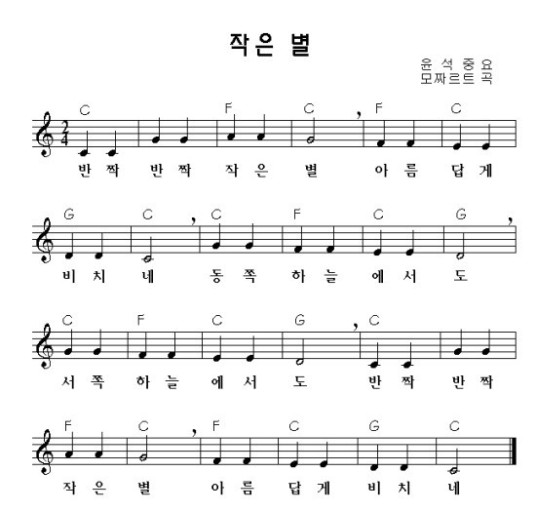 작은 별
윤 석 중 요
모짜르트 곡
C F C F C
2 4
반 짝 반 짝 작 은 별 아 름 답 게
G C C F C G
비 치 네 동 쪽 하 늘 에 서 도
C F C G C
서 쪽 하 늘 에 서 도 반 짝 반 짝
F C F C G C
작 은 별 아 름 답 게 비 치 네